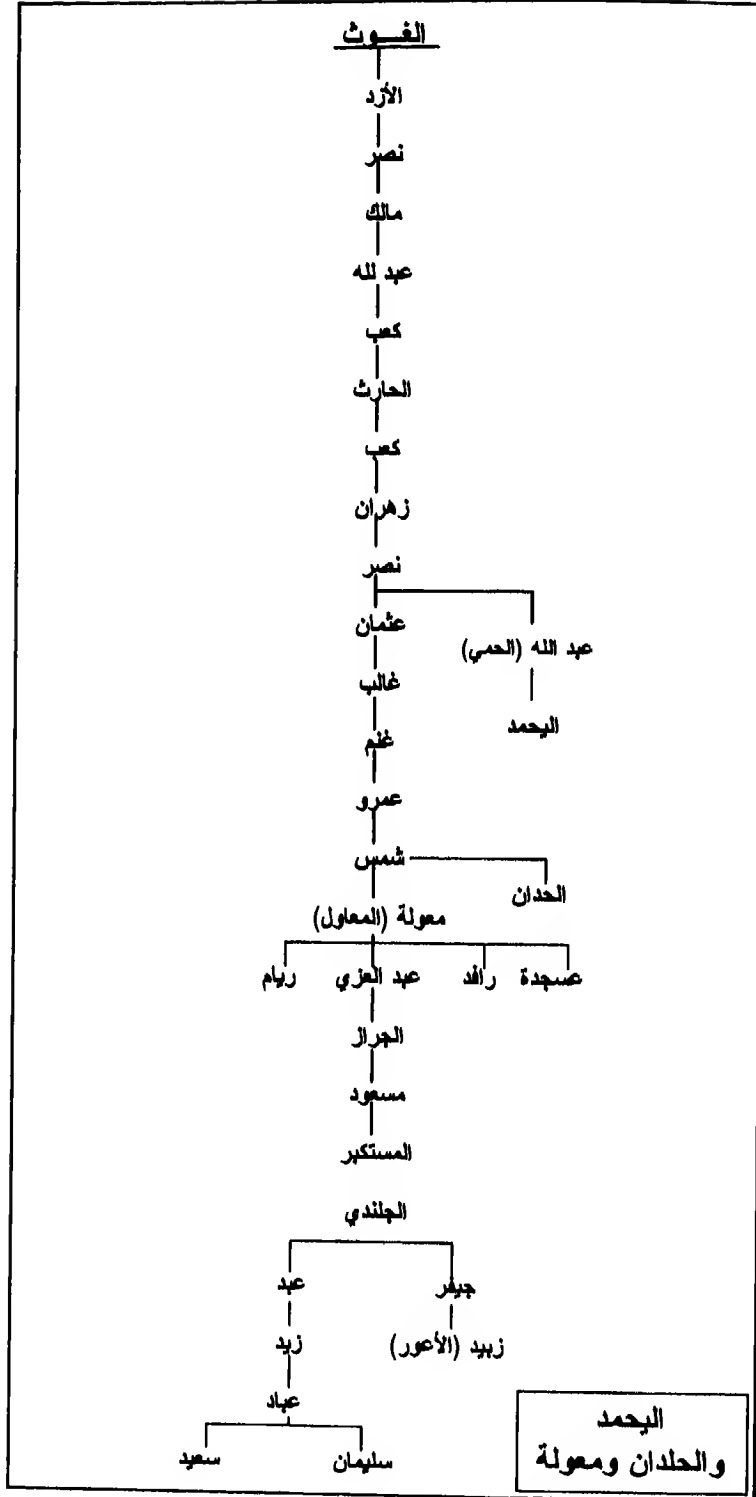 الغـــوث
الأزد
نصر
مالك
عبد لله
كعب
الحارث
كعب
زهران
نصر
عثمان
عبد الله (الحمي)
غالب
اليحمد
غنم
عمرو
شمس
الحدان
معولة (المعاول)
عسجدة رافد عبد العزي ريام
الجراز
مسعود
المستكبر
الجلندي
جيفر عبد
زبيد (الأعور) زيد
عباد
سليمان سعيد
اليحمد
والحلدان ومعولة